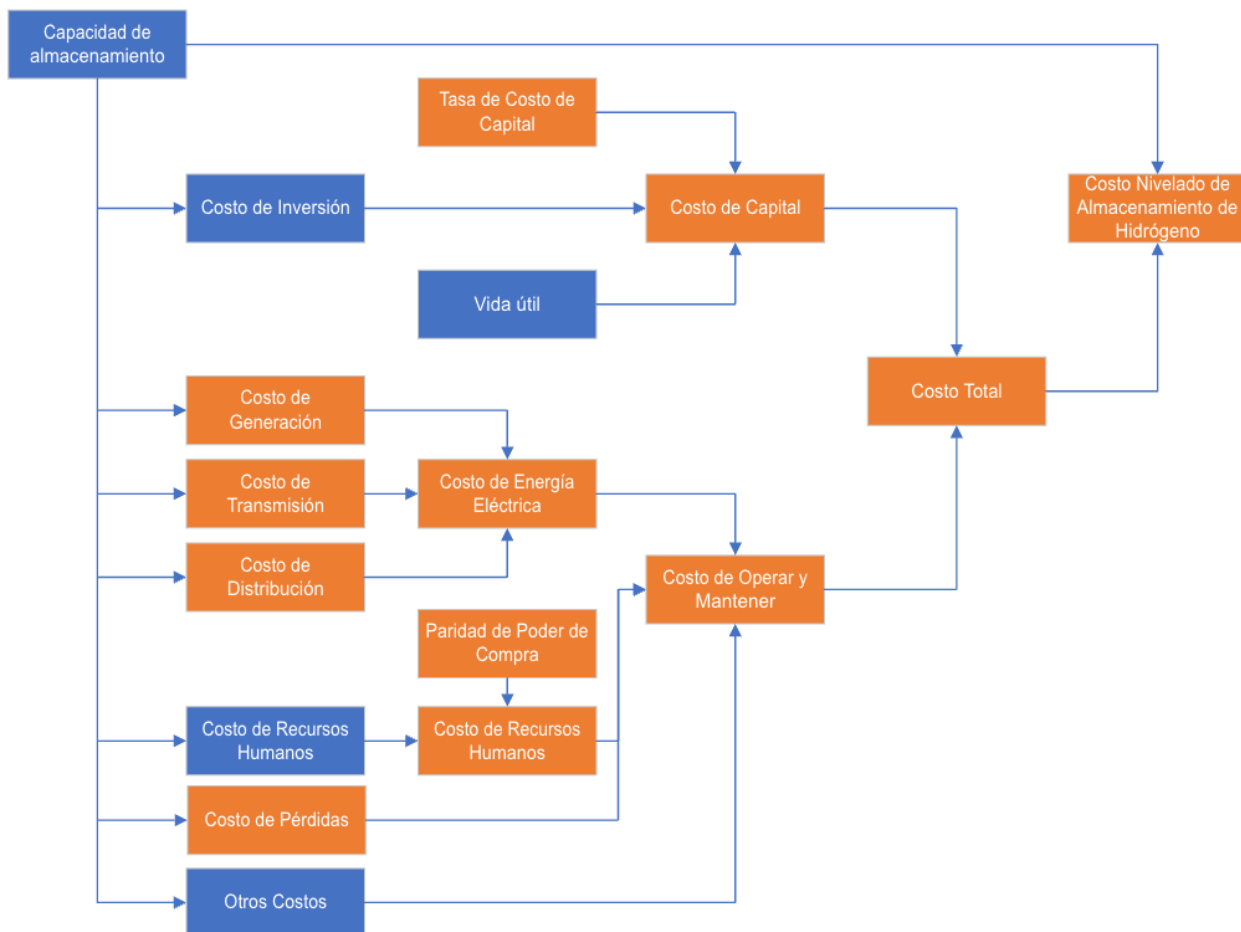 Capacidad de
almacenamiento
Tasa de Costo de
Capital
Costo de Inversión
Costo de Capital
Costo Nivelado de
Almacenamiento de
Hidrógeno
Vida útil
Costo de
Generación
Costo Total
Costo de
Transmisión
Costo de Energía
Eléctrica
Costo de
Distribución
Costo de Operar y
Mantener
Paridad de Poder de
Compra
Costo de Recursos
Humanos
Costo de Recursos
Humanos
Costo de Pérdidas
Otros Costos